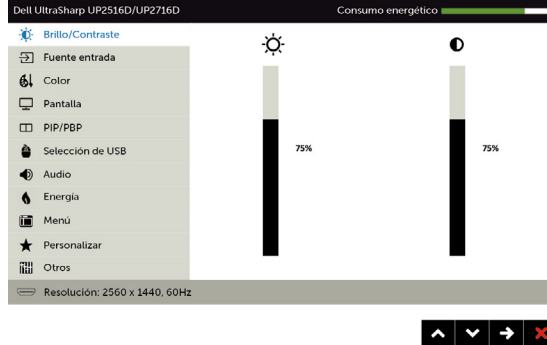 Dell UltraSharp UP2516D/UP2716D
Consumo energético
Brillo/Contraste
Fuente entrada
Color
Pantalla
PIP/PBP
Selección de USB
Audio
Energía
Menú
Personalizar
Otros
75%
75%
Resolución: 2560 x 1440, 60Hz